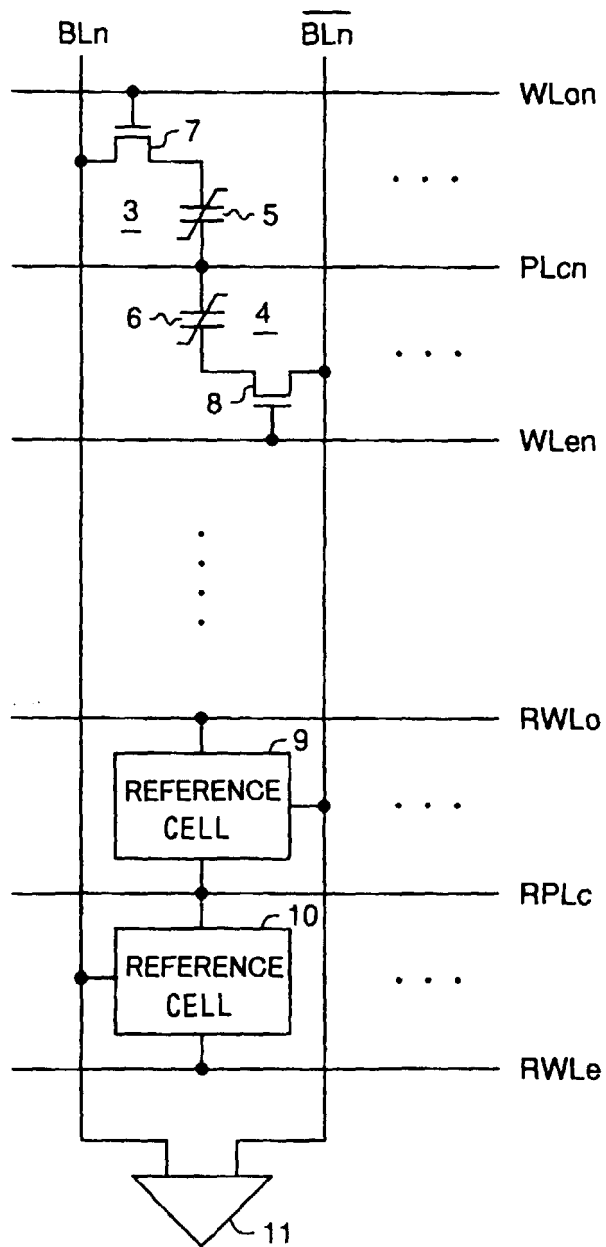 BLn
BLn
WLon
7
3
5
PLcn
6
4
8
WLen
RWLo
9
REFERENCE
CELL
RPLc
10
REFERENCE
CELL
RWLe
11